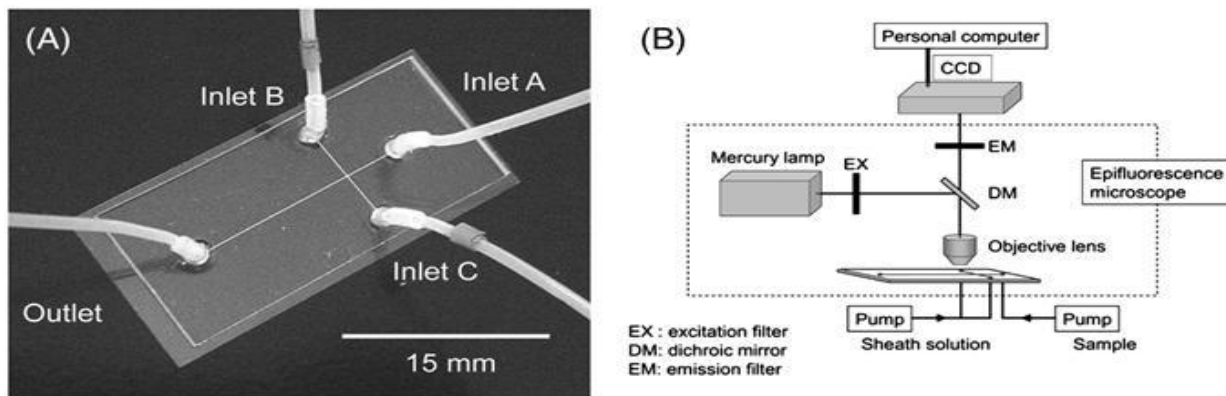 (A)
Inlet B
Inlet A
Inlet C
Outlet
15 mm
(B)
Personal computer
CCD
EM
Mercury lamp
EX
DM
Epifluorescence
microscope
Objective lens
Pump
Pump
Sheath solution
Sample
EX : excitation filter
DM: dichroic mirror
EM: emission filter